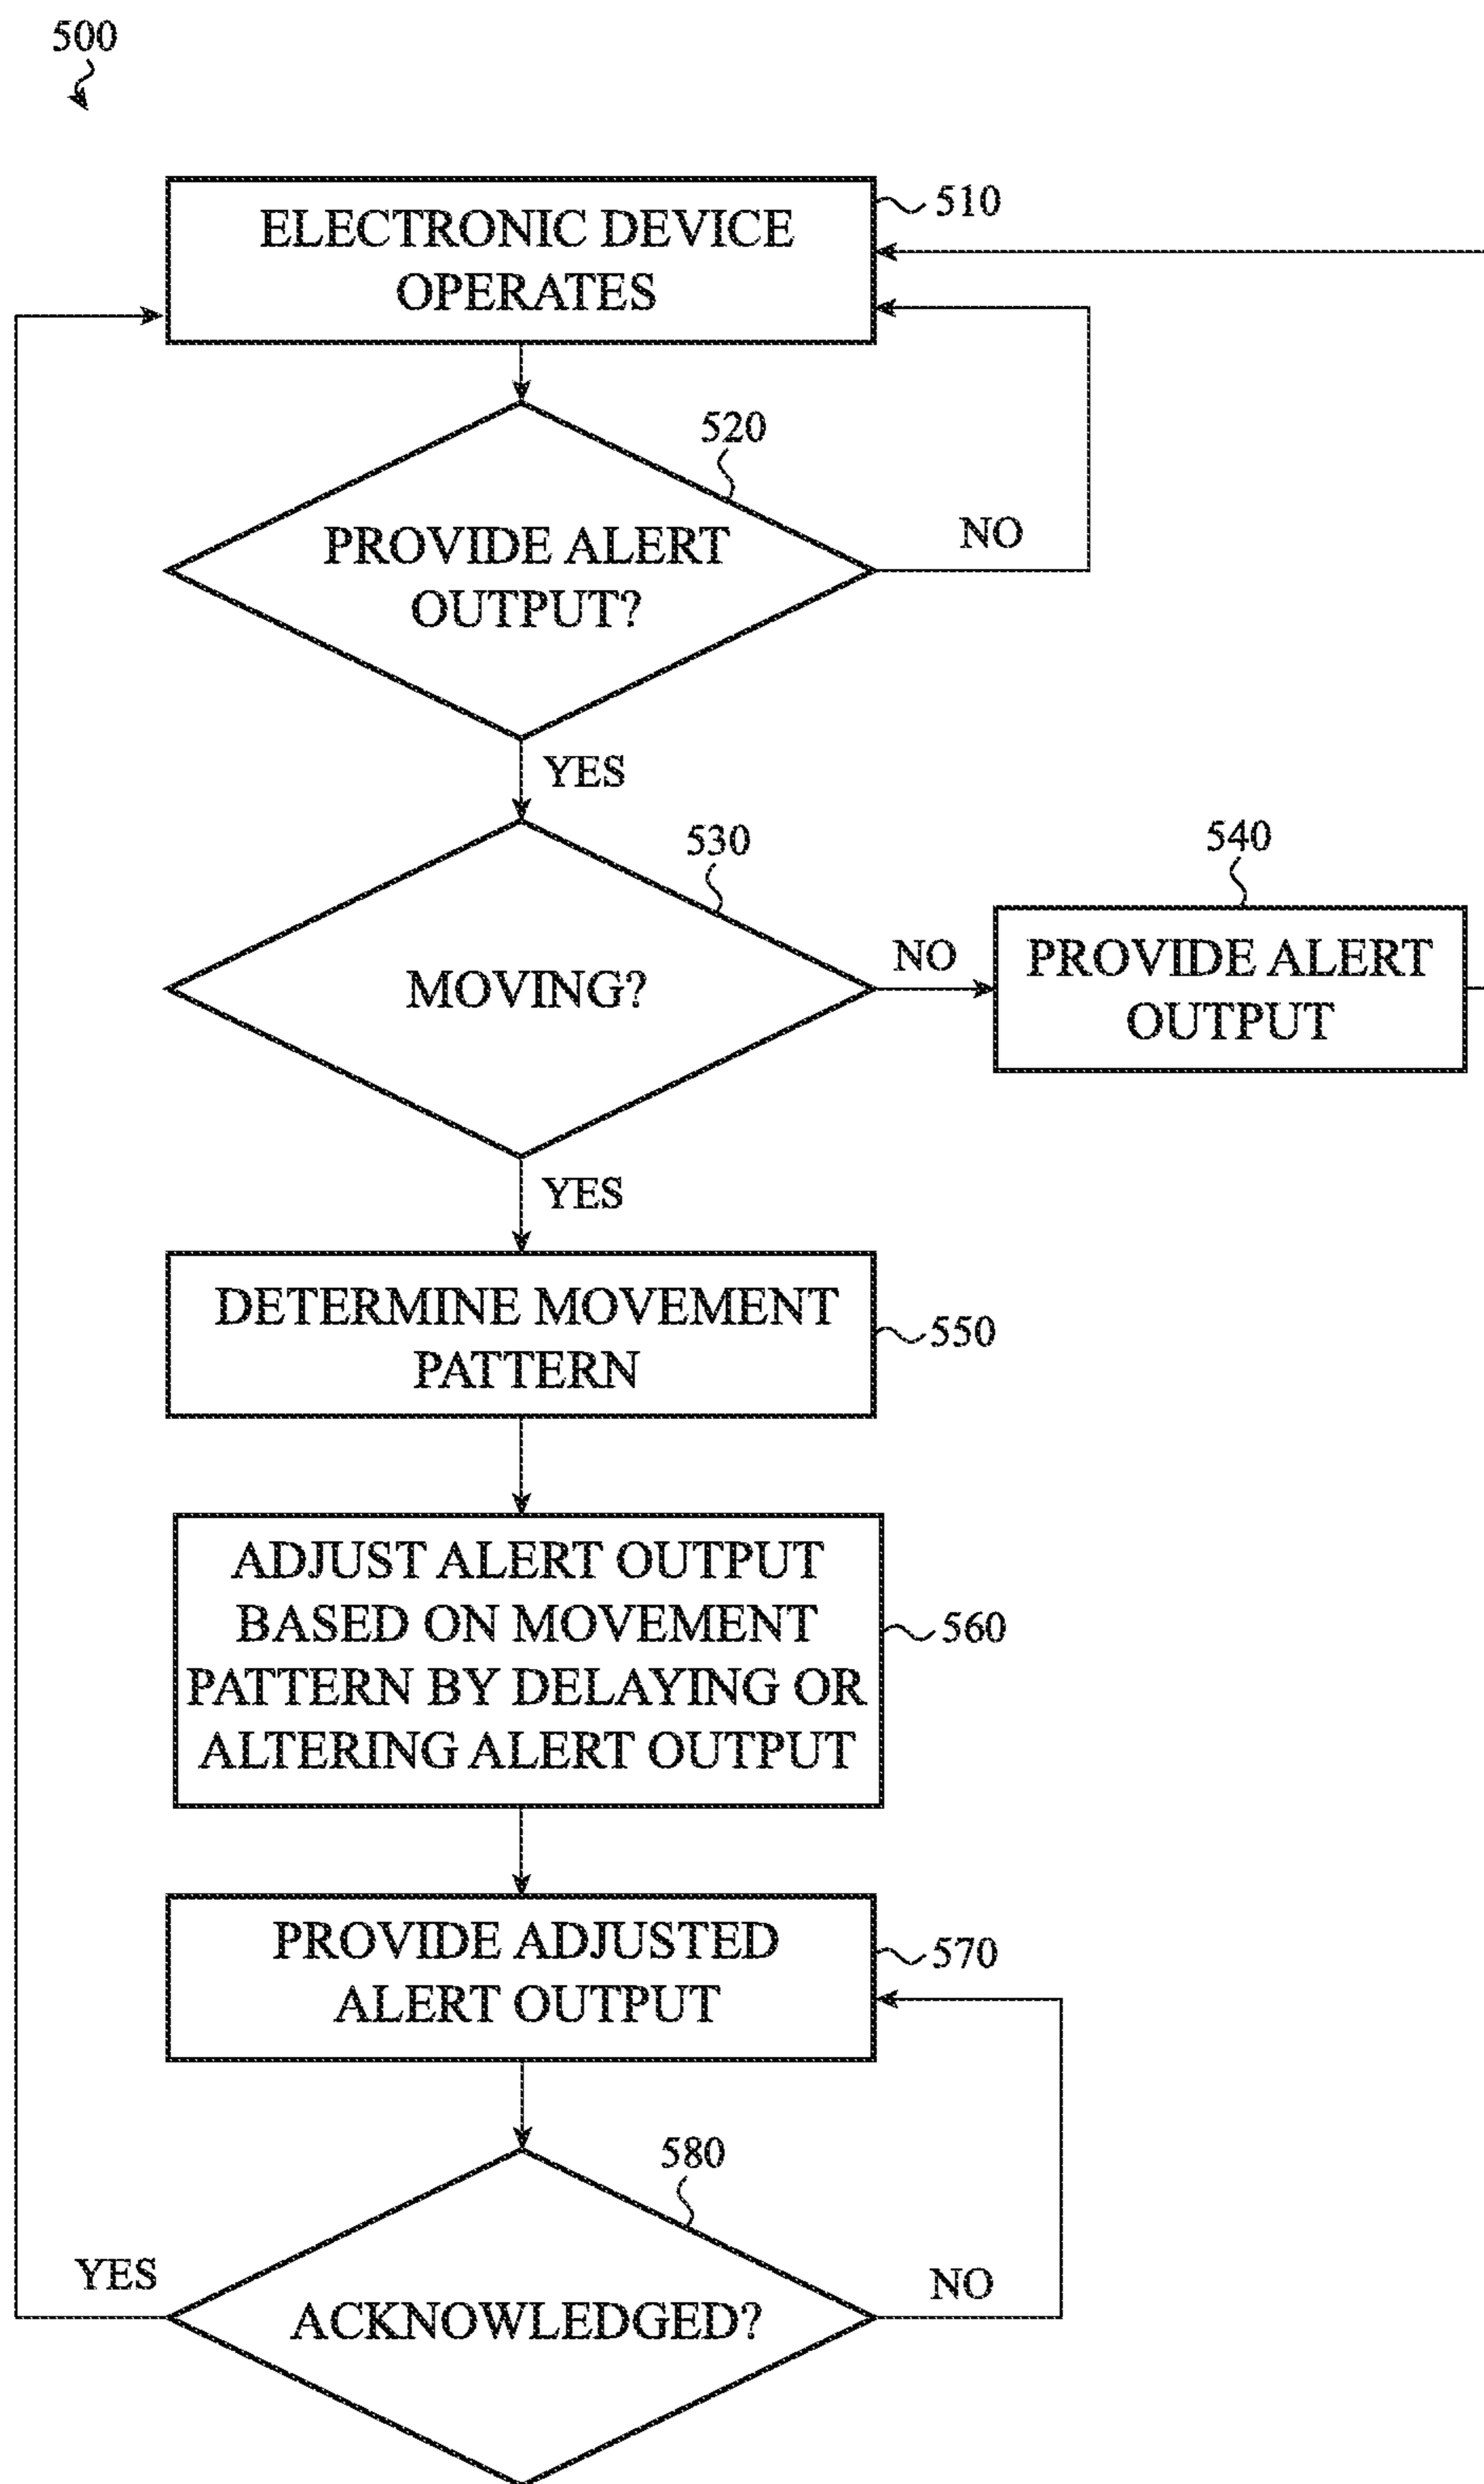 500
ELECTRONIC DEVICE
OPERATES
510
520
PROVIDE ALERT
OUTPUT?
NO
YES
530
MOVING?
NO
540
PROVIDE ALERT
OUTPUT
YES
DETERMINE MOVEMENT
PATTERN
550
ADJUST ALERT OUTPUT
BASED ON MOVEMENT
PATTERN BY DELAYING OR
ALTERING ALERT OUTPUT
560
PROVIDE ADJUSTED
ALERT OUTPUT
570
580
YES
ACKNOWLEDGED?
NO